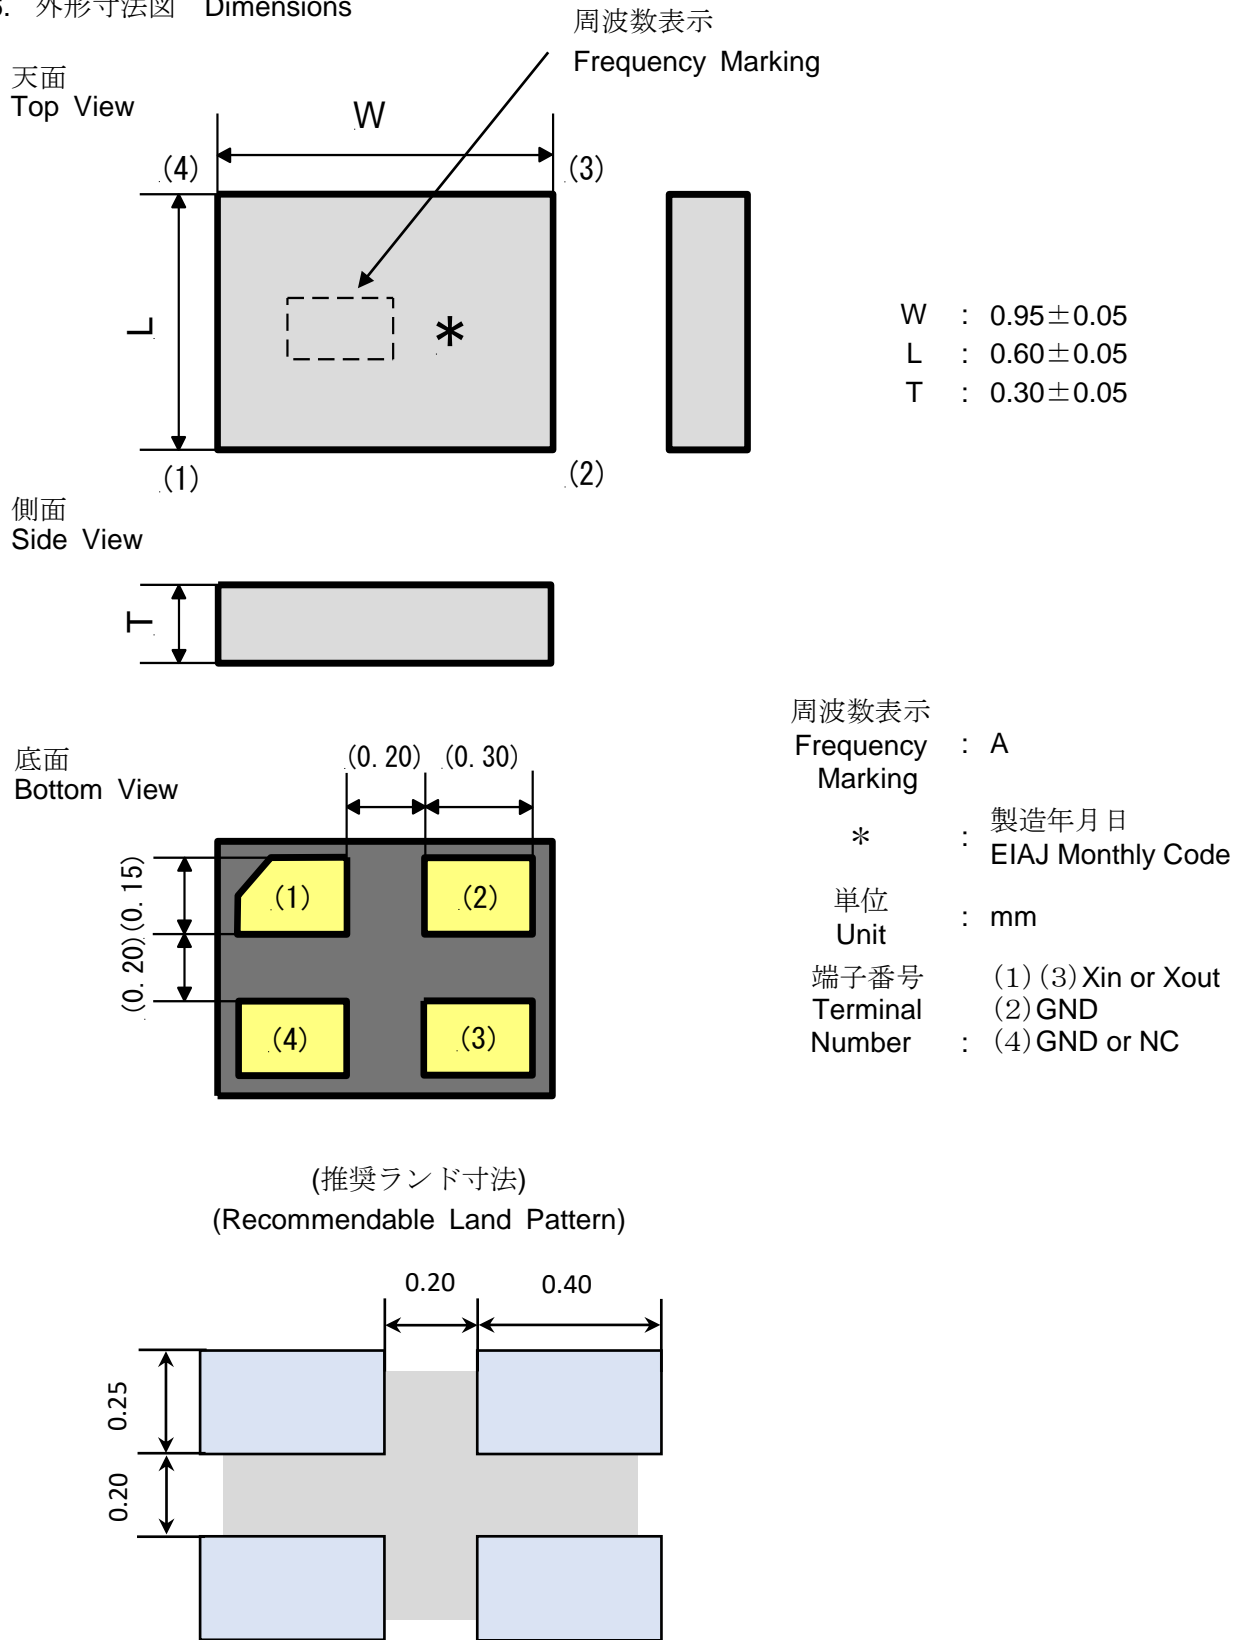 外形寸法図 Dimensions
周波数表示
Frequency Marking
天面
Top View
W
(4)
(3)
L
*
W : 0.95±0.05
L : 0.60±0.05
T : 0.30±0.05
(1)
(2)
側面
Side View
T
周波数表示
Frequency : A
Marking
底面
Bottom View
(0.20) (0.30)
(0.15)
(0.20)
(1)
(2)
(4)
(3)
* : 製造年月日
EIAJ Monthly Code
単位
Unit : mm
端子番号 (1)(3)Xin or Xout
Terminal (2)GND
Number : (4)GND or NC
(推奨ランド寸法)
(Recommendable Land Pattern)
0.20
0.40
0.25
0.20